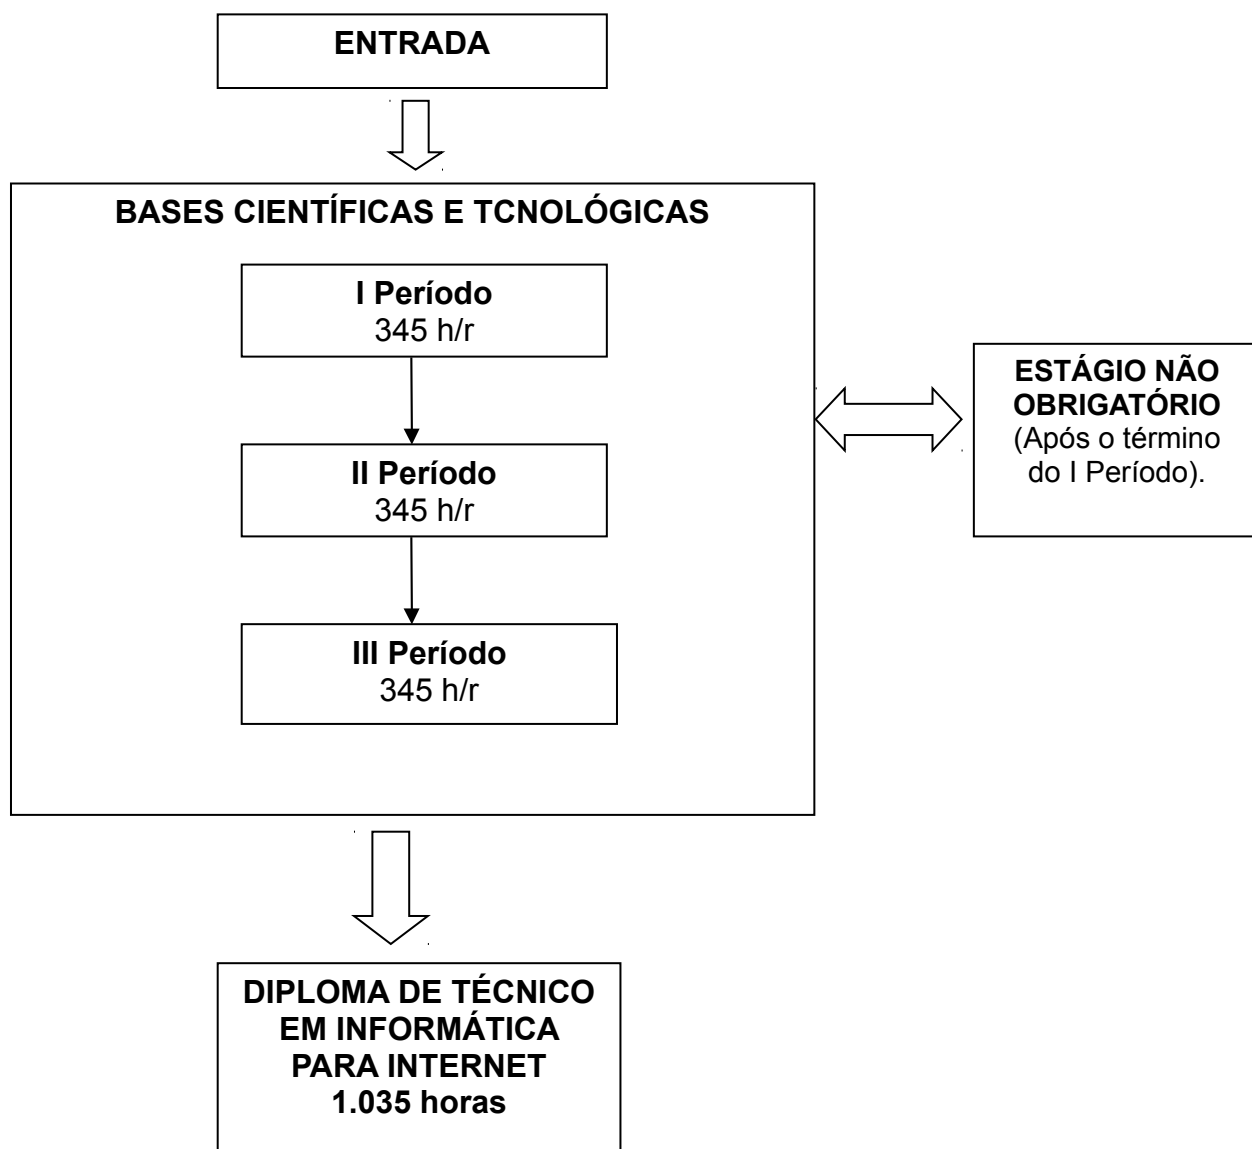 ENTRADA
BASES CIENTÍFICAS E TCNOLÓGICAS
I Período
345 h/r
II Período
345 h/r
III Período
345 h/r
ESTÁGIO NÃO
OBRIGATÓRIO
(Após o término
do I Período).
DIPLOMA DE TÉCNICO
EM INFORMÁTICA
PARA INTERNET
1.035 horas